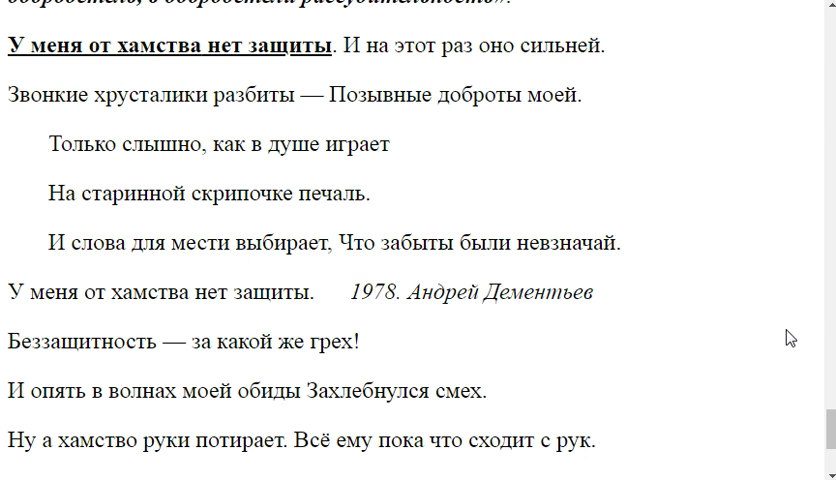 добродетель, а добродетели рассудительность».
У меня от хамства нет защиты. И на этот раз оно сильней.
Звонкие хрусталики разбиты — Позывные доброты моей.
Только слышно, как в душе играет
На старинной скрипочке печаль.
И слова для мести выбирает, Что забыты были невзначай.
У меня от хамства нет защиты. 1978. Андрей Дементьев
Беззащитность — за какой же грех!
И опять в волнах моей обиды Захлебнулся смех.
Ну а хамство руки потирает. Всё ему пока что сходит с рук.